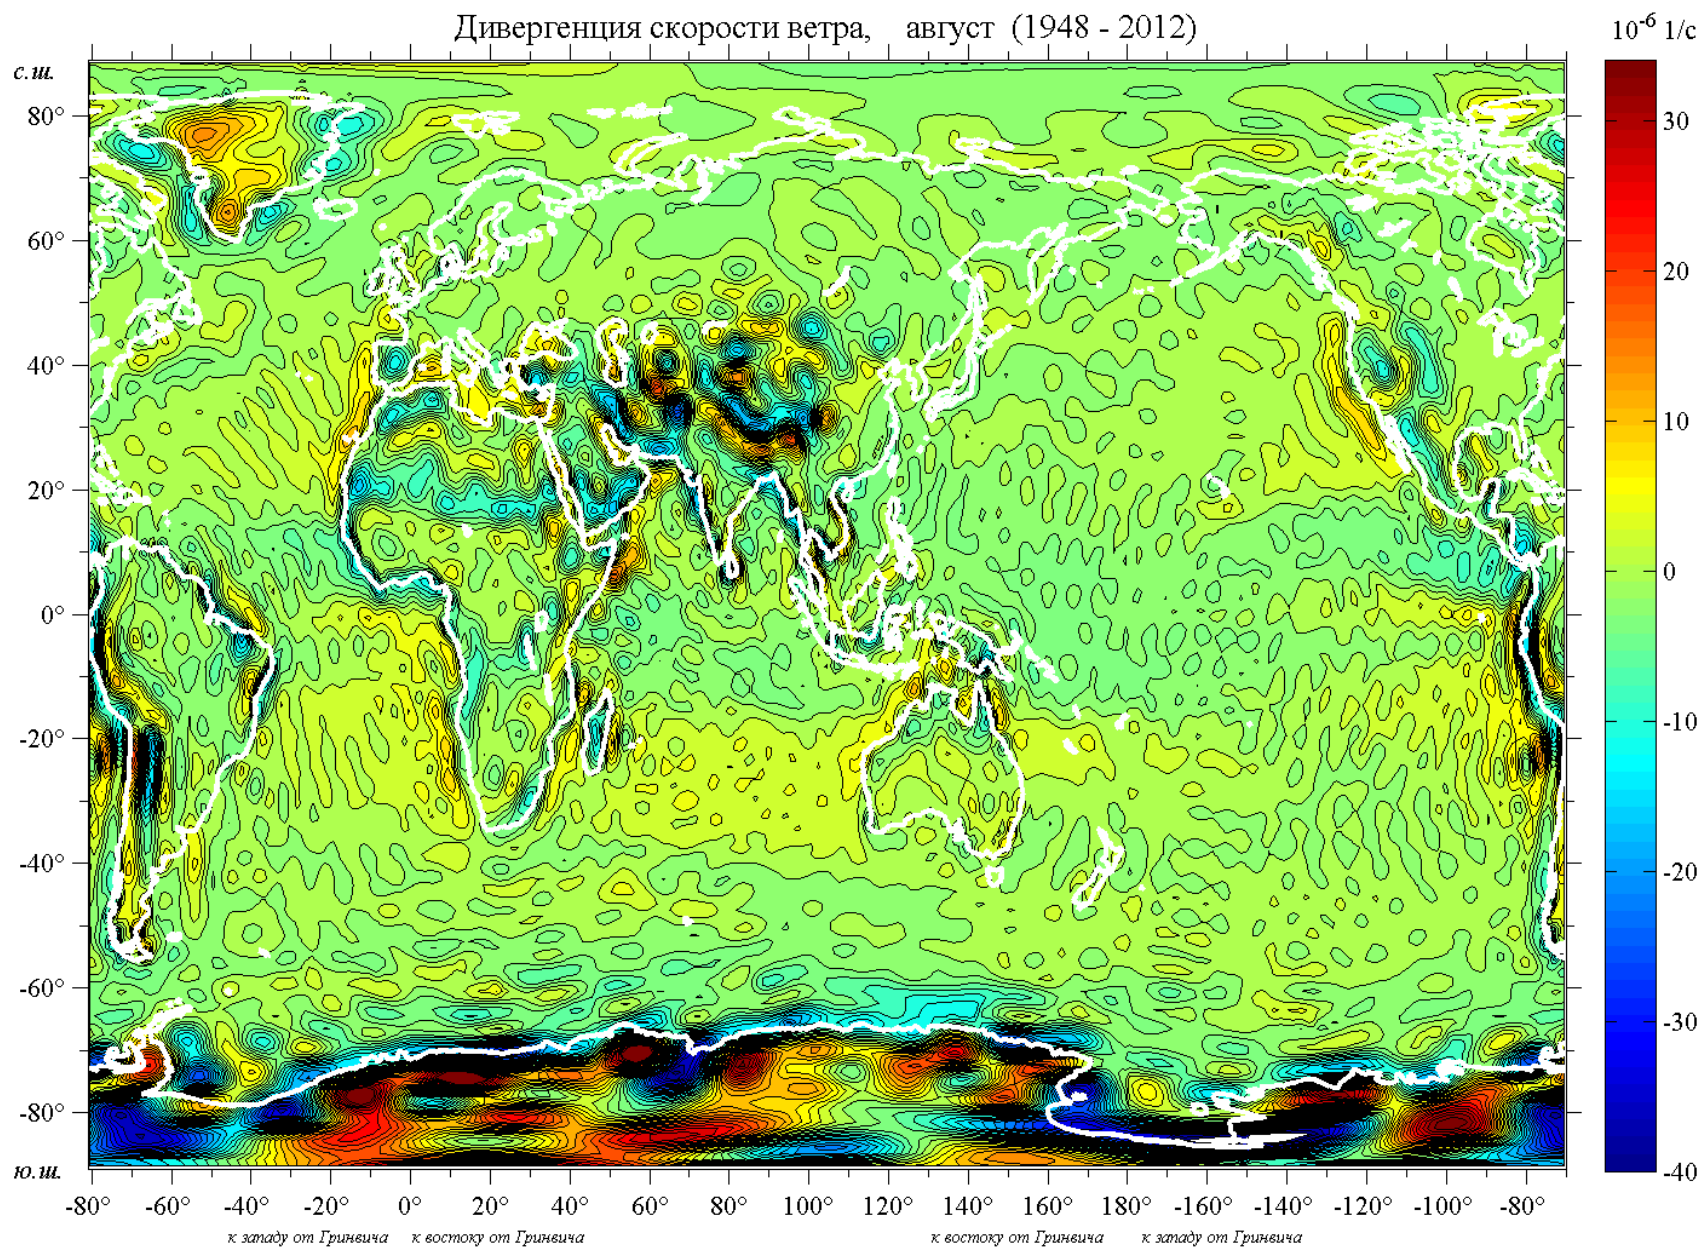 Дивергенция скорости ветра, август (1948 - 2012)
10⁻⁶ 1/с
с.ш.
80°
60°
40°
20°
0°
-20°
-40°
-60°
-80°
ю.ш.
30
20
10
0
-10
-20
-30
-40
-80° -60° -40° -20° 0° 20° 40° 60° 80° 100° 120° 140° 160° 180° -160° -140° -120° -100° -80°
к западу от Гринвича к востоку от Гринвича к востоку от Гринвича к западу от Гринвича